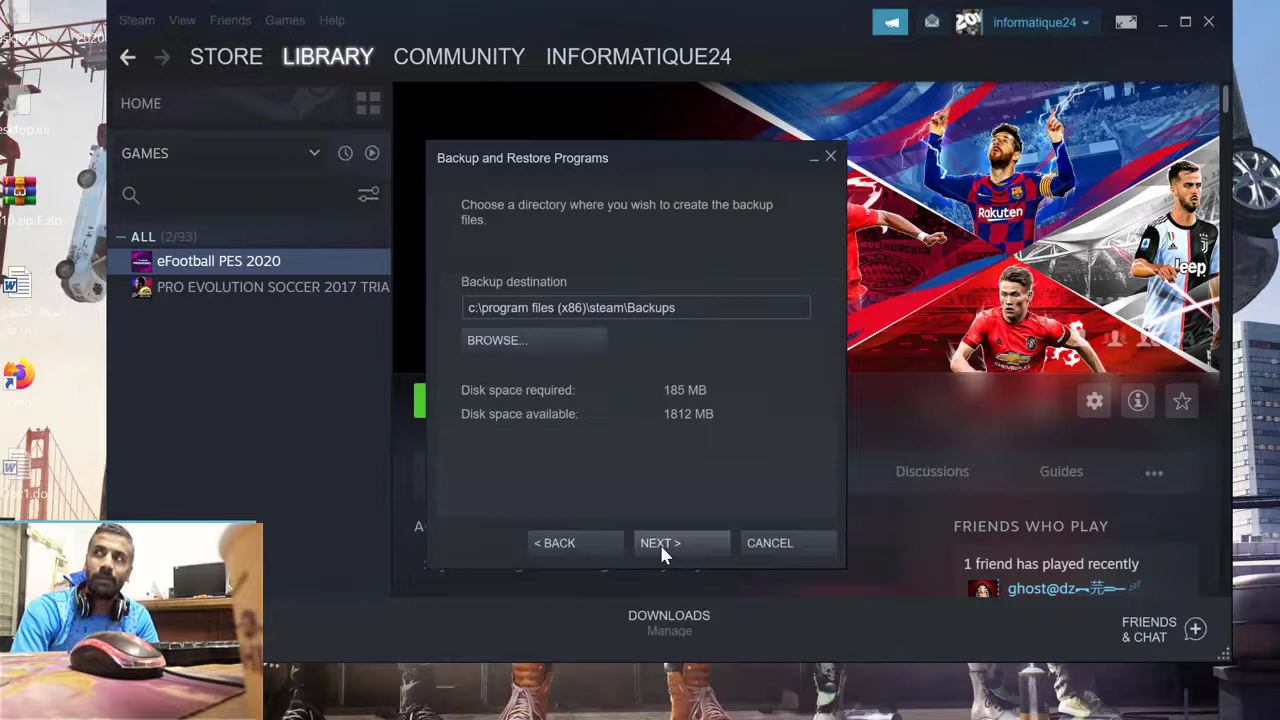 Steam View Friends Games Help
informatique24
STORE LIBRARY COMMUNITY INFORMATIQUE24
HOME
GAMES
ALL (2/93)
eFootball PES 2020
PRO EVOLUTION SOCCER 2017 TRIA
Backup and Restore Programs
Choose a directory where you wish to create the backup
files.
Backup destination
c:\program files (x86)\steam\Backups
BROWSE...
Disk space required: 185 MB
Disk space available: 1812 MB
< BACK
NEXT >
CANCEL
Rakuten
Jeep
Discussions
Guides
FRIENDS WHO PLAY
1 friend has played recently
DOWNLOADS
Manage
FRIENDS
& CHAT